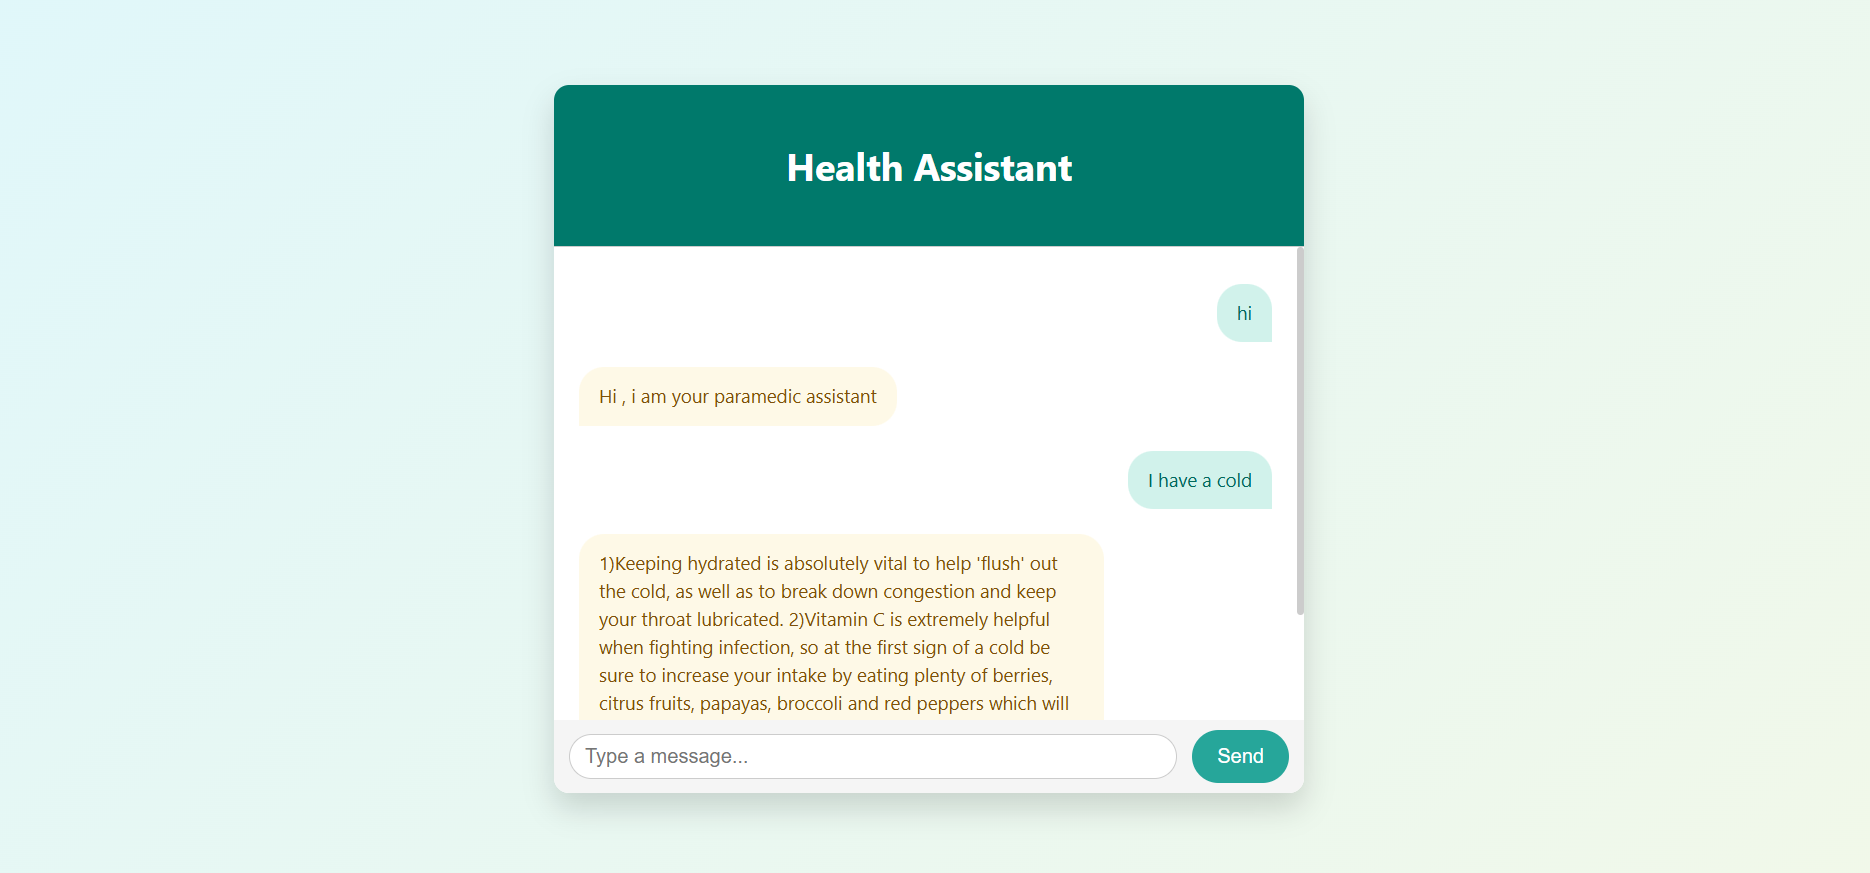 Health Assistant
hi
Hi , i am your paramedic assistant
I have a cold
1)Keeping hydrated is absolutely vital to help 'flush' out
the cold, as well as to break down congestion and keep
your throat lubricated. 2)Vitamin C is extremely helpful
when fighting infection, so at the first sign of a cold be
sure to increase your intake by eating plenty of berries,
citrus fruits, papayas, broccoli and red peppers which will
Type a message...
Send